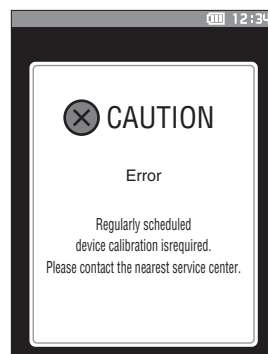 12:34
CAUTION
Error
Regularly scheduled
device calibration isrequired.
Please contact the nearest service center.